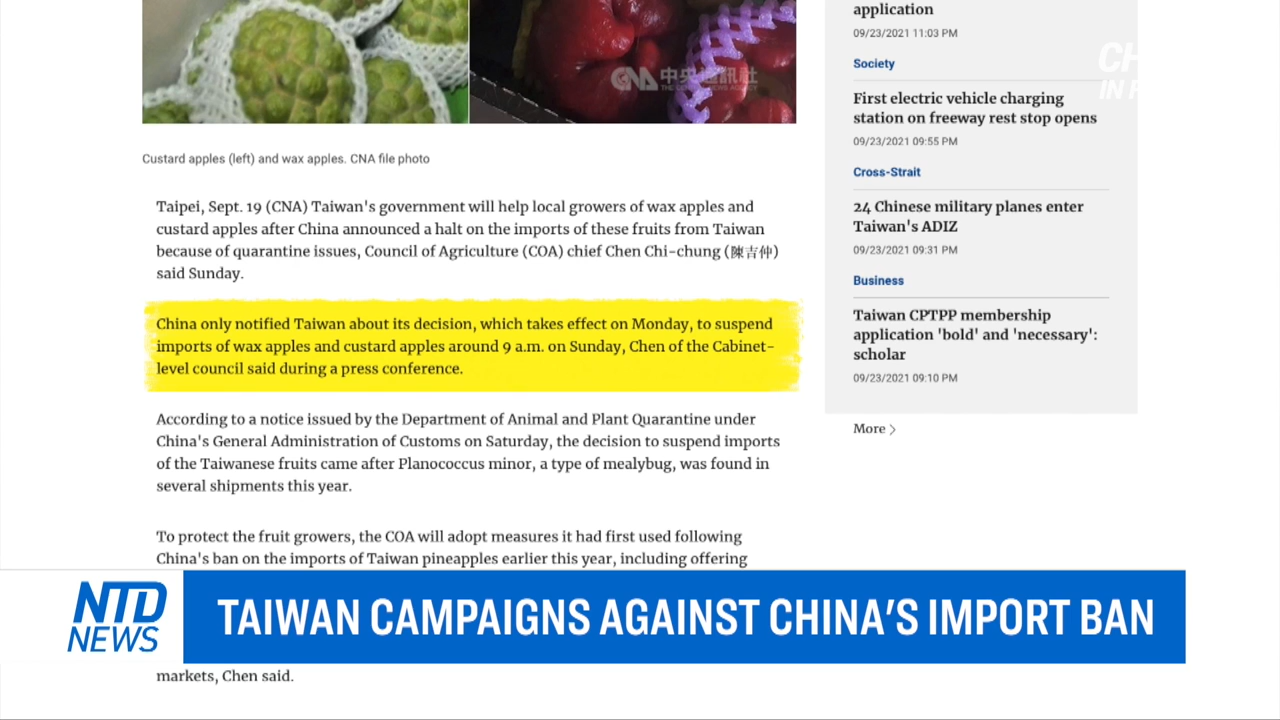 application
09/23/2021 11:03 PM
Society
First electric vehicle charging
station on freeway rest stop opens
09/23/2021 09:55 PM
Cross-Strait
24 Chinese military planes enter
Taiwan's ADIZ
09/23/2021 09:31 PM
Business
Taiwan CPTPP membership
application 'bold' and 'necessary':
scholar
09/23/2021 09:10 PM
More >
CNA 中央通訊社
THE CENTRAL NEWS AGENCY
Custard apples (left) and wax apples. CNA file photo
Taipei, Sept. 19 (CNA) Taiwan's government will help local growers of wax apples and
custard apples after China announced a halt on the imports of these fruits from Taiwan
because of quarantine issues, Council of Agriculture (COA) chief Chen Chi-chung (陳吉仲)
said Sunday.
China only notified Taiwan about its decision, which takes effect on Monday, to suspend
imports of wax apples and custard apples around 9 a.m. on Sunday, Chen of the Cabinet-
level council said during a press conference.
According to a notice issued by the Department of Animal and Plant Quarantine under
China's General Administration of Customs on Saturday, the decision to suspend imports
of the Taiwanese fruits came after Planococcus minor, a type of mealybug, was found in
several shipments this year.
To protect the fruit growers, the COA will adopt measures it had first used following
China's ban on the imports of Taiwan pineapples earlier this year, including offering
NTD
NEWS
TAIWAN CAMPAIGNS AGAINST CHINA'S IMPORT BAN
markets, Chen said.